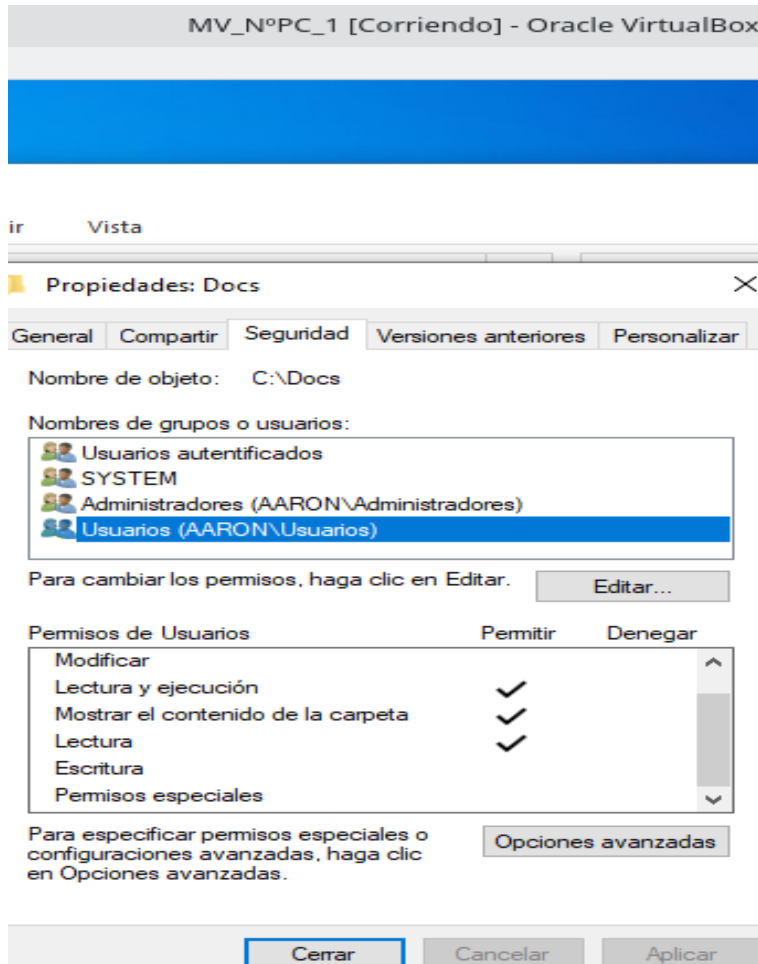 MV_NºPC_1 [Corriendo] - Oracle VirtualBox
ir Vista
Propiedades: Docs
General Compartir Seguridad Versiones anteriores Personalizar
Nombre de objeto: C:\Docs
Nombres de grupos o usuarios:
Usuarios autentificados
SYSTEM
Administradores (AARON\Administradores)
Usuarios (AARON\Usuarios)
Para cambiar los permisos, haga clic en Editar. Editar...
Permisos de Usuarios Permitir Denegar
Modificar
Lectura y ejecución
Mostrar el contenido de la carpeta
Lectura
Escritura
Permisos especiales
Para especificar permisos especiales o
configuraciones avanzadas, haga clic
en Opciones avanzadas.
Opciones avanzadas
Cerrar Cancelar Aplicar